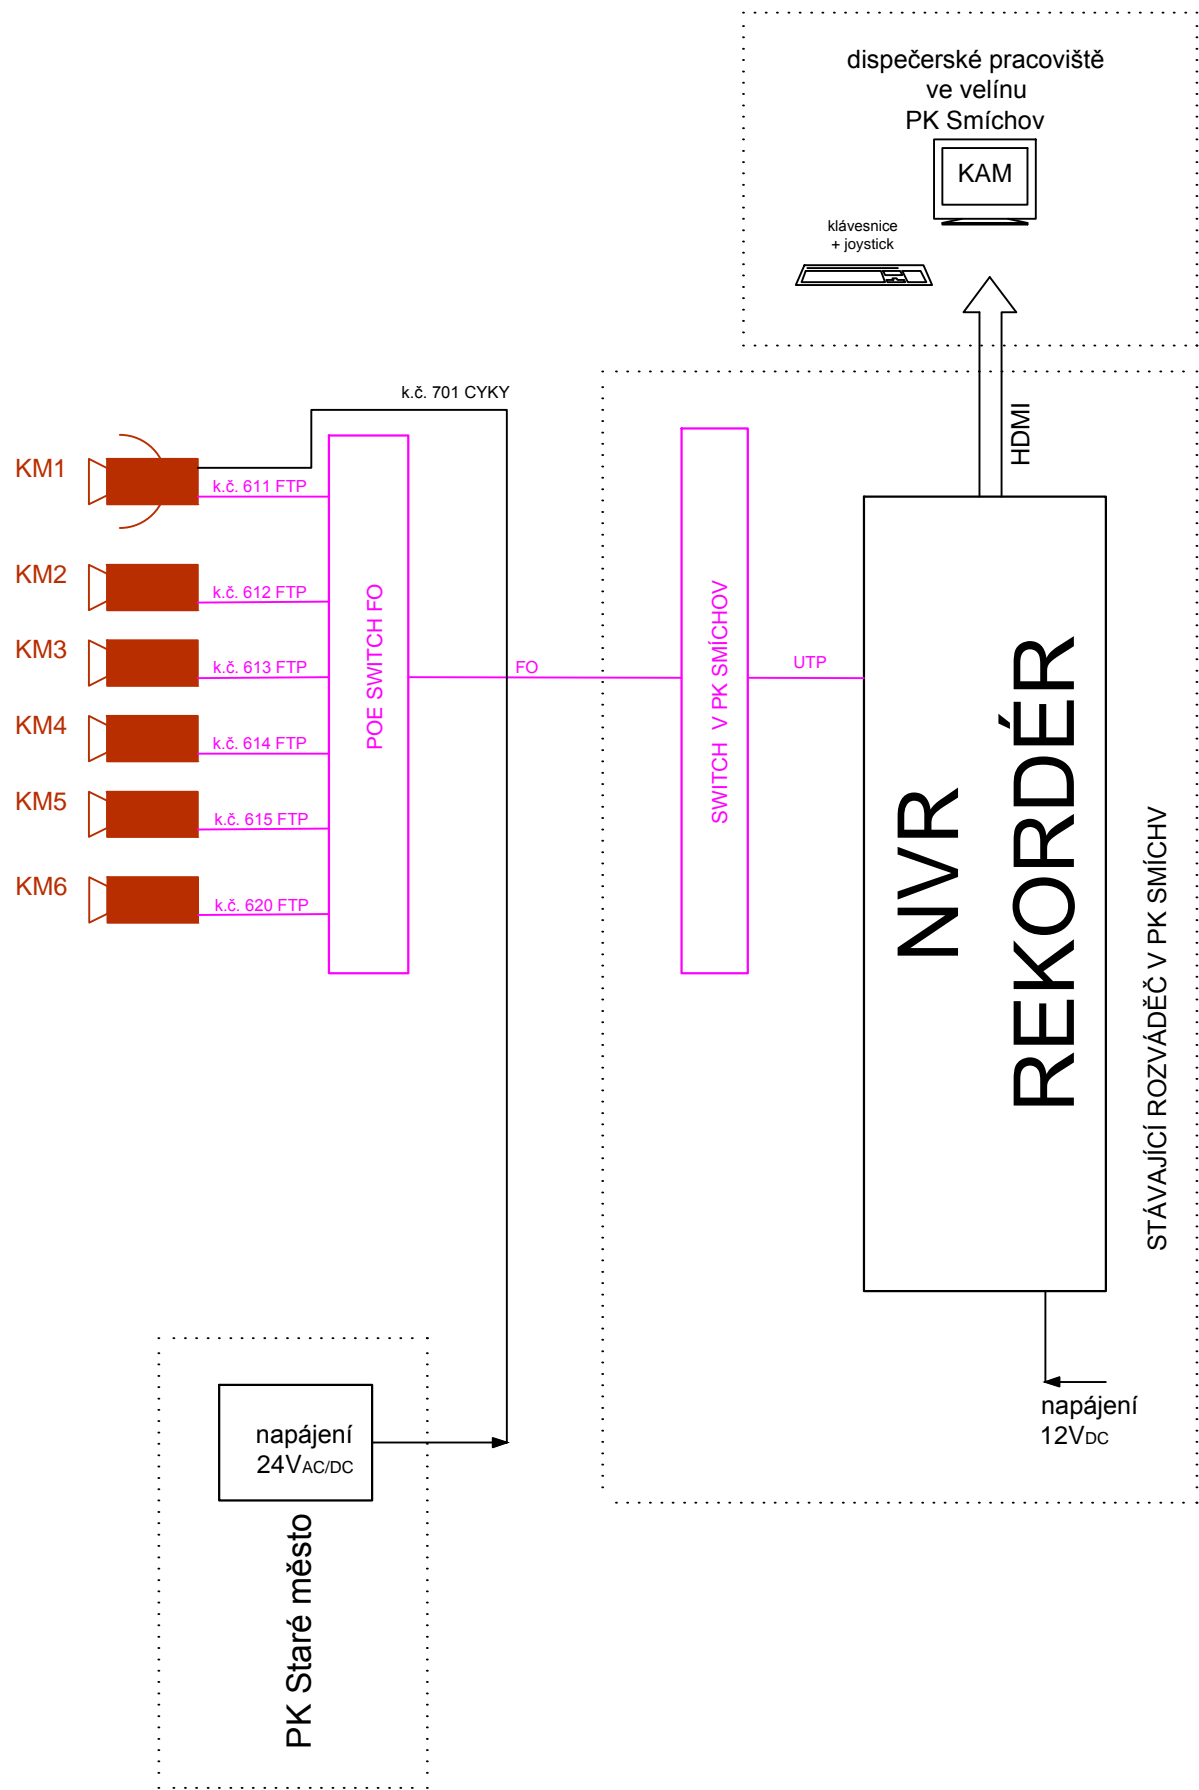 dispečerské pracoviště
ve velínu
PK Smíchov
KAM
klávesnice
+ joystick
HDMI
k.č. 701 CYKY
KM1
k.č. 611 FTP
KM2
k.č. 612 FTP
KM3
k.č. 613 FTP
KM4
k.č. 614 FTP
KM5
k.č. 615 FTP
KM6
k.č. 620 FTP
POE SWITCH FO
FO
SWITCH V PK SMÍCHOV
UTP
NVR
REKORDÉR
STÁVAJÍCÍ ROZVÁDĚČ V PK SMÍCHV
napájení
12VDC
napájení
24VAC/DC
PK Staré město